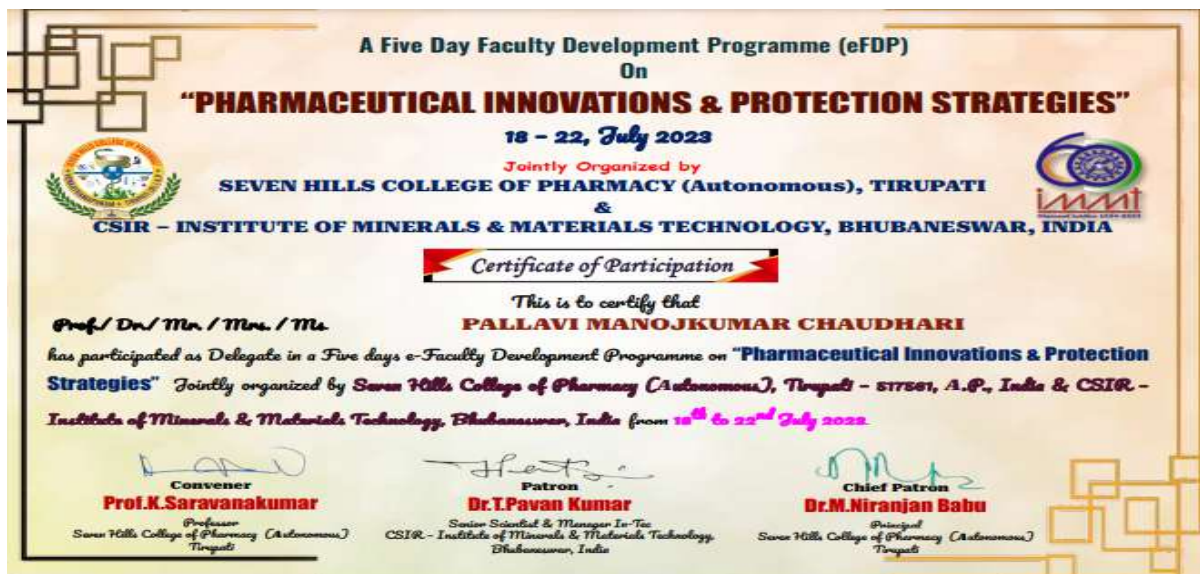 A Five Day Faculty Development Programme (eFDP)
On
“PHARMACEUTICAL INNOVATIONS & PROTECTION STRATEGIES”
18 – 22, July 2023
Jointly Organized by
SEVEN HILLS COLLEGE OF PHARMACY (Autonomous), TIRUPATI
&
CSIR – INSTITUTE OF MINERALS & MATERIALS TECHNOLOGY, BHUBANESWAR, INDIA
immt
Certificate of Participation
This is to certify that
Prof./ Dr./ Mr. / Mrs. / Ms. PALLAVI MANOJKUMAR CHAUDHARI
has participated as Delegate in a Five days e-Faculty Development Programme on “Pharmaceutical Innovations & Protection
Strategies” Jointly organized by Seven Hills College of Pharmacy (Autonomous), Tirupati – 517561, A.P., India & CSIR –
Institute of Minerals & Materials Technology, Bhubaneswar, India from 18th to 22nd July 2023.
Convener
Prof.K.Saravanakumar
Professor
Seven Hills College of Pharmacy (Autonomous)
Tirupati
Patron
Dr.T.Pavan Kumar
Senior Scientist & Manager In-Tec
CSIR – Institute of Minerals & Materials Technology,
Bhubaneswar, India
Chief Patron
Dr.M.Niranjan Babu
Principal
Seven Hills College of Pharmacy (Autonomous)
Tirupati